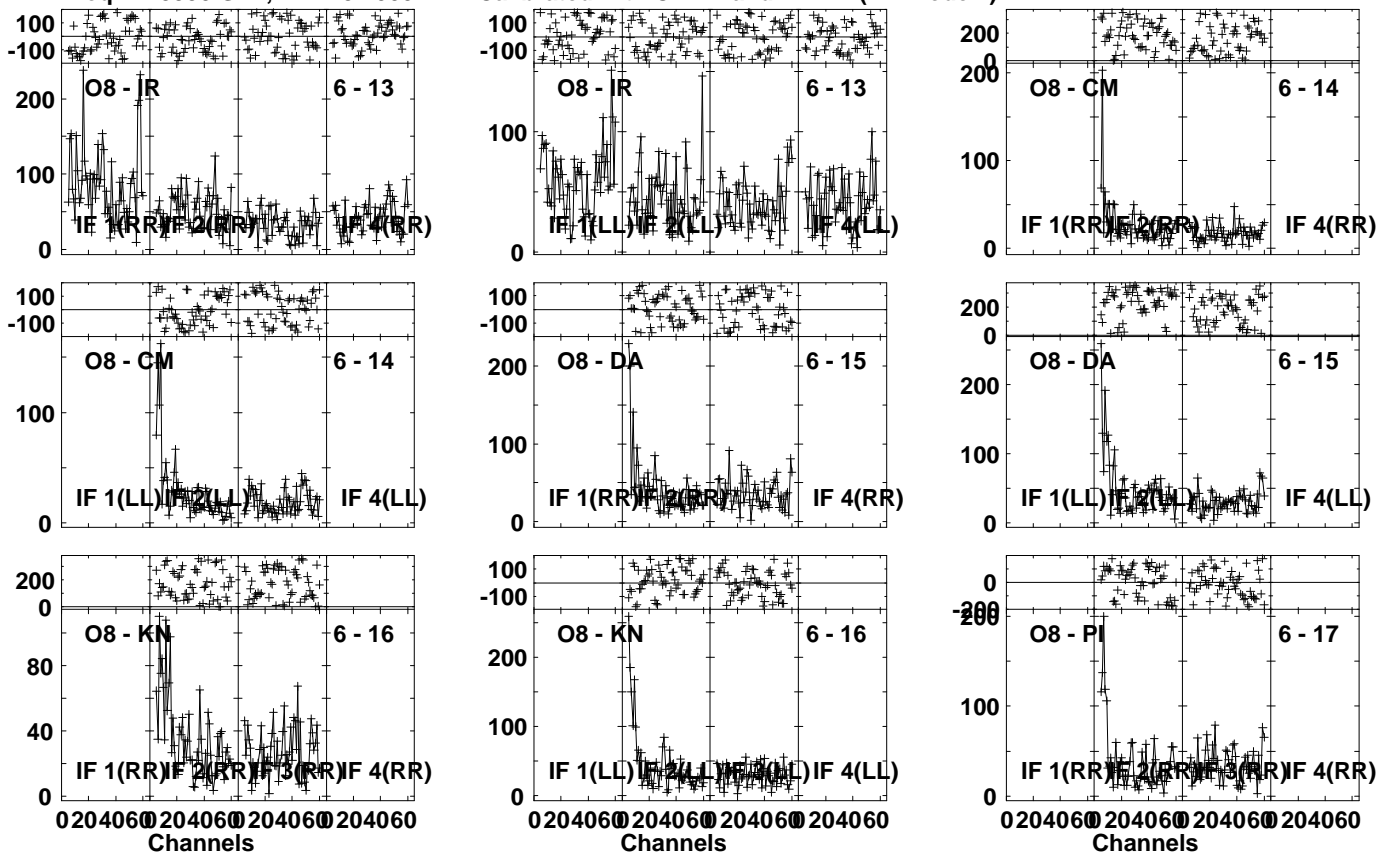 100 100 200
-100 -100 0
O8 - IR 6 - 13 O8 - IR 6 - 13 O8 - CM 6 - 14
200 200
100 100 100
IF 1(RR) IF 2(RR) IF 4(RR) IF 1(LL) IF 2(LL) IF 4(LL) IF 1(RR) IF 2(RR) IF 4(RR)
0 0 0
100 100 200
-100 -100 0
O8 - CM 6 - 14 O8 - DA 6 - 15 O8 - DA 6 - 15
200 200
100 100 100
IF 1(LL) IF 2(LL) IF 4(LL) IF 1(RR) IF 2(RR) IF 4(RR) IF 1(LL) IF 2(LL) IF 4(LL)
0 0 0
200 100 0
0 -100 -200
O8 - KN 6 - 16 O8 - KN 6 - 16 O8 - PI 6 - 17
200 200
80
40 100 100
IF 1(RR) IF 2(RR) IF 3(RR) IF 4(RR) IF 1(LL) IF 2(LL) IF 3(LL) IF 4(LL) IF 1(RR) IF 2(RR) IF 3(RR) IF 4(RR)
0 0 0
0 20 40 60 0 20 40 60 0 20 40 60 0 20 40 60 0 20 40 60 0 20 40 60 0 20 40 60 0 20 40 60 0 20 40 60 0 20 40 60 0 20 40 60 0 20 40 60
Channels Channels Channels